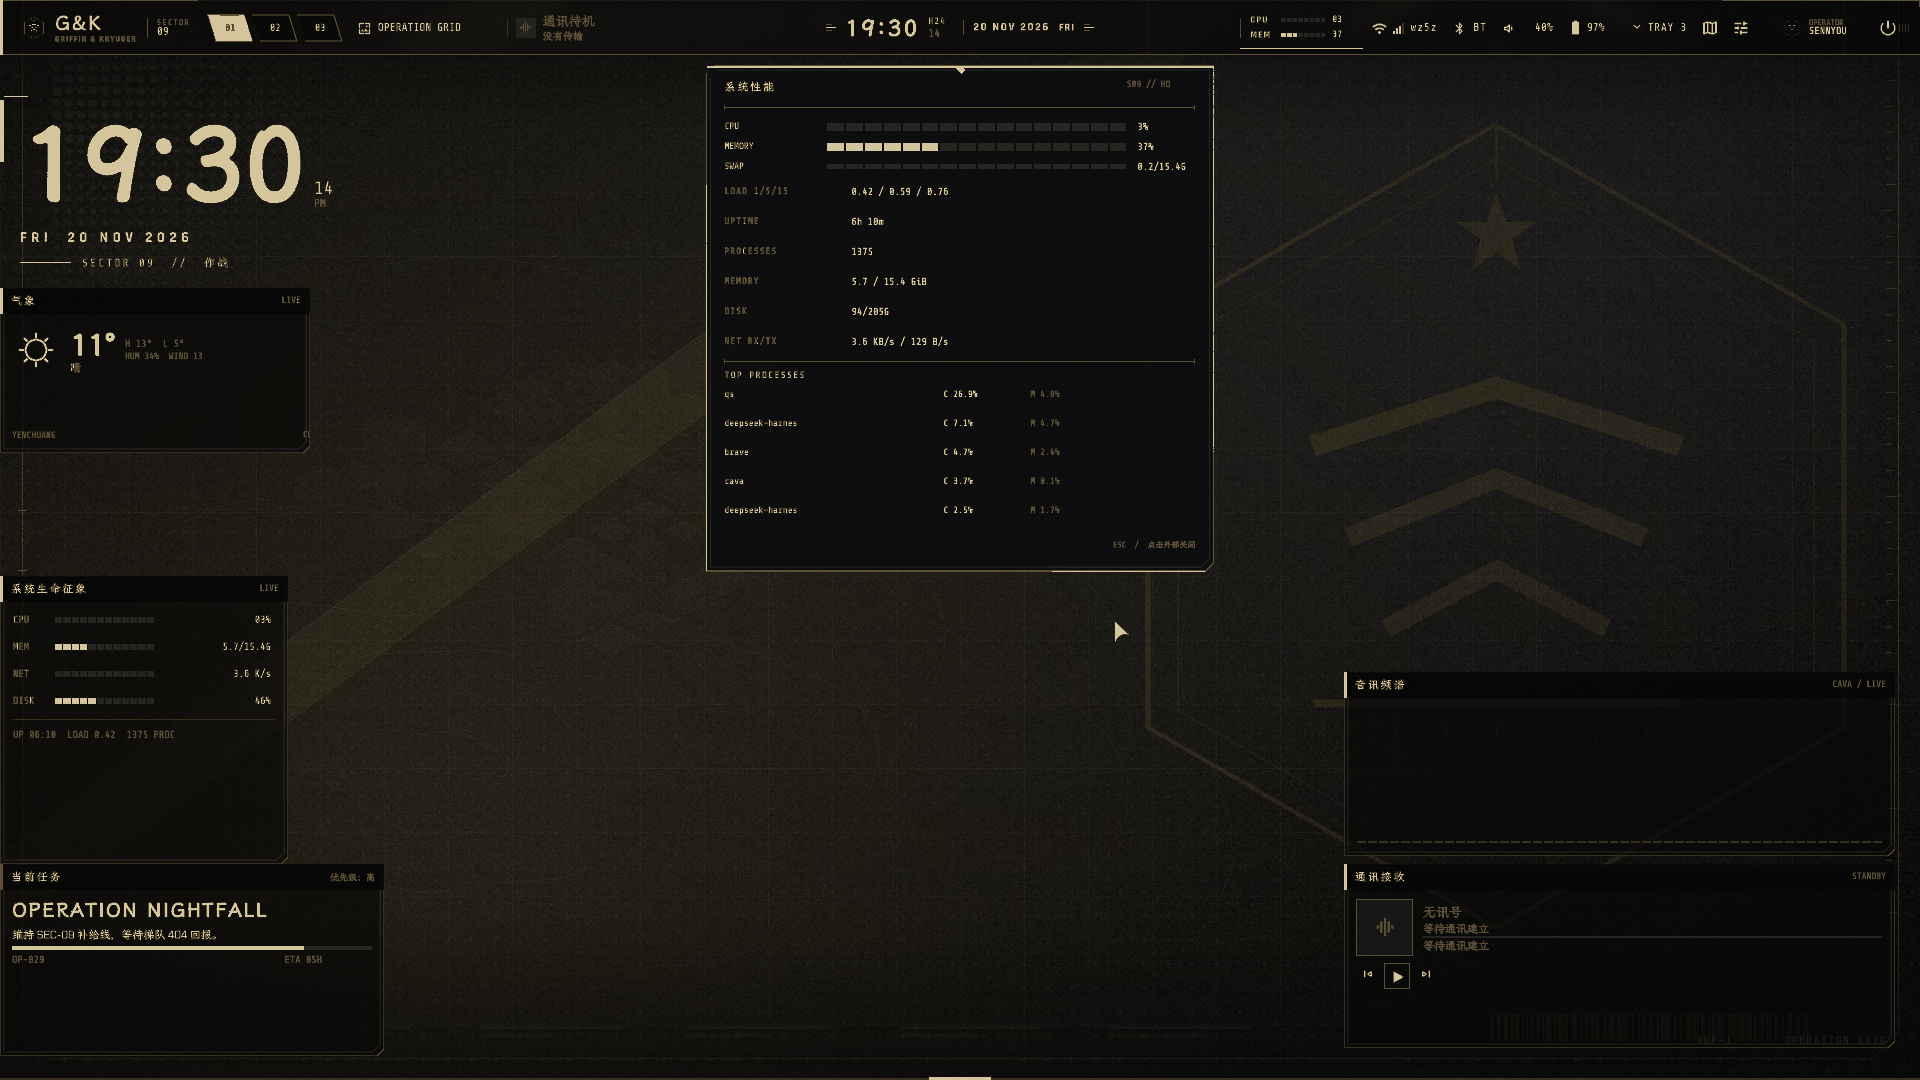 G&K
GRIFFIN & KRYUGER
SECTOR
09
01
02
03
OPERATION GRID
通讯待机
没有传输
19:30
H24
14
20 NOV 2026 FRI
CPU 03
MEM 37
wz5z
BT
40%
97%
TRAY 3
OPERATOR
SENNYOU
19:30
14
PM
FRI 20 NOV 2026
SECTOR 09 // 作战
气象
LIVE
11°
H 13° L 5°
HUM 34% WIND 13
晴
YENCHUANG
系统生命征象
LIVE
CPU 03%
MEM 5.7/15.4G
NET 3.6 K/s
DISK 46%
UP 06:10 LOAD 0.42 1375 PROC
当前任务
优先级: 高
OPERATION NIGHTFALL
维持 SEC-09 补给线，等待梯队 404 回报。
OP-829
ETA 05H
系统性能
S09 // HQ
CPU 3%
MEMORY 37%
SWAP 0.2/15.4G
LOAD 1/5/15 0.42 / 0.59 / 0.76
UPTIME 6h 10m
PROCESSES 1375
MEMORY 5.7 / 15.4 GiB
DISK 94/205G
NET RX/TX 3.6 KB/s / 129 B/s
TOP PROCESSES
qs C 26.9% M 4.8%
deepseek-harnes C 7.1% M 4.7%
brave C 4.7% M 2.4%
cava C 3.7% M 0.1%
deepseek-harnes C 2.5% M 1.7%
ESC / 点击外部关闭
音讯频谱
CAVA / LIVE
通讯接收
STANDBY
无讯号
等待通讯建立
等待通讯建立
OPERATION GRID